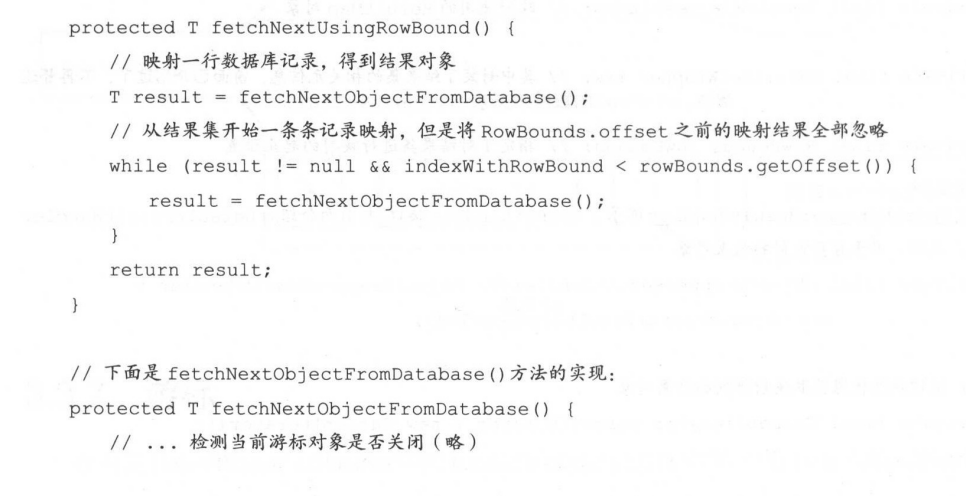 protected T fetchNextUsingRowBound() {
// 映射一行数据库记录，得到结果对象
T result = fetchNextObjectFromDatabase();
// 从结果集开始一条条记录映射，但是将 RowBounds.offset 之前的映射结果全部忽略
while (result != null && indexWithRowBound < rowBounds.getOffset()) {
result = fetchNextObjectFromDatabase();
}
return result;
}
// 下面是 fetchNextObjectFromDatabase()方法的实现：
protected T fetchNextObjectFromDatabase() {
// ... 检测当前游标对象是否关闭（略）